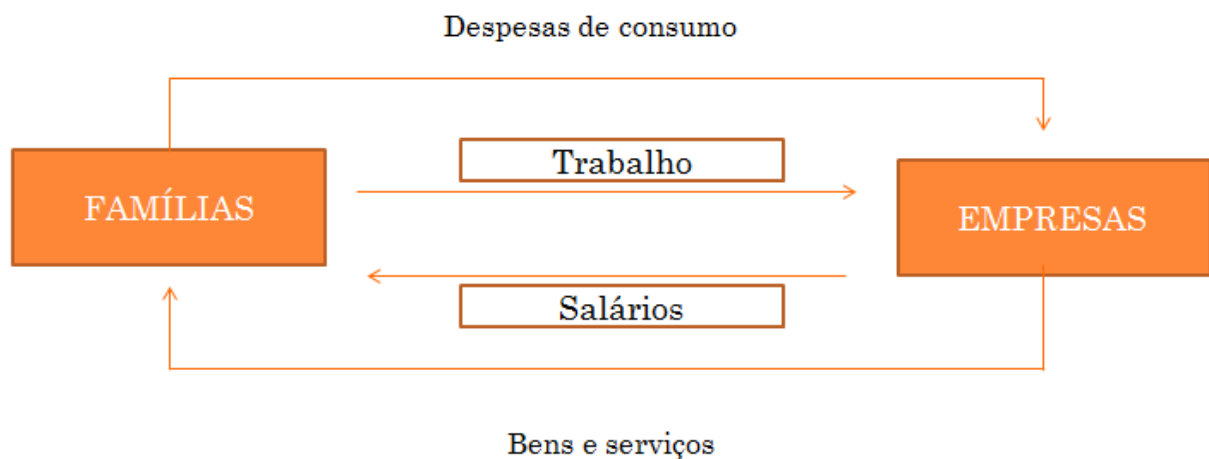 Despesas de consumo
Trabalho
FAMÍLIAS
EMPRESAS
Salários
Bens e serviços